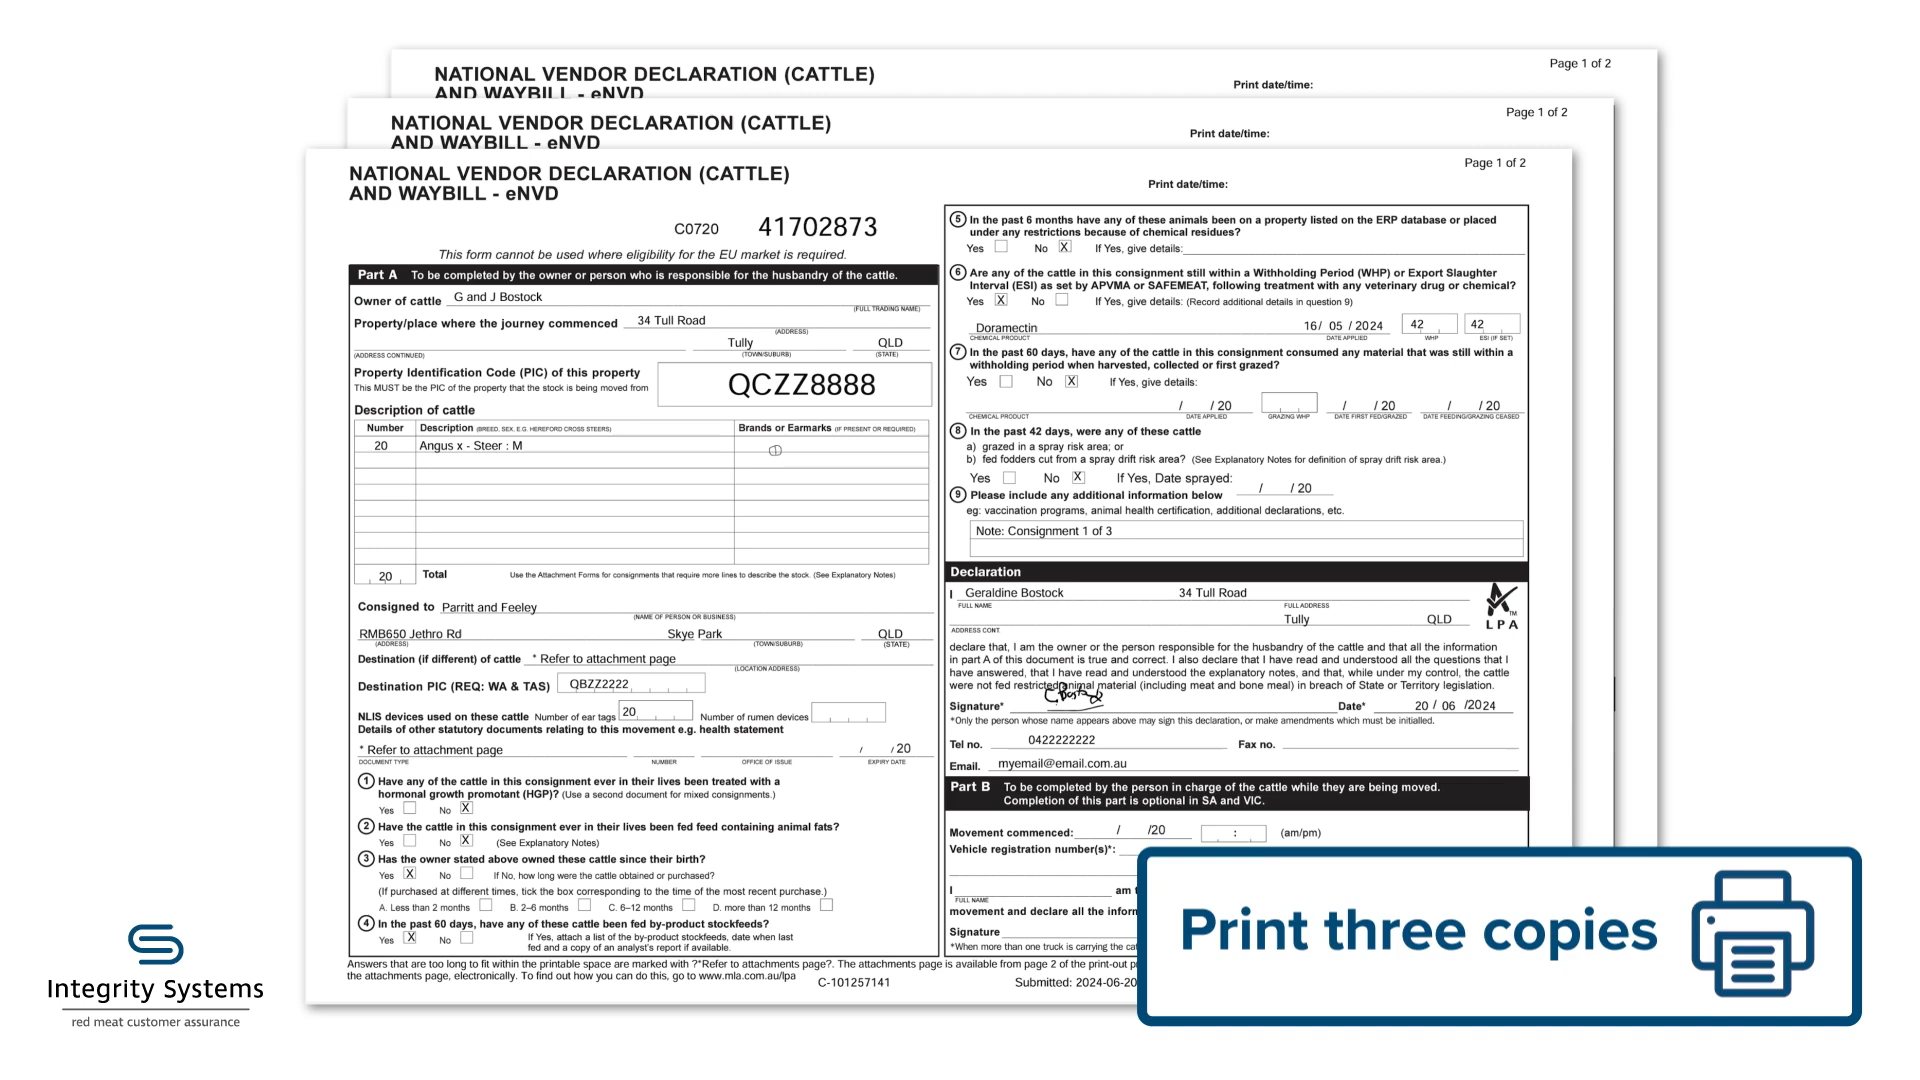 Page 1 of 2
NATIONAL VENDOR DECLARATION (CATTLE)
Print date/time:
AND WAYBILL - eNVD
Page 1 of 2
NATIONAL VENDOR DECLARATION (CATTLE)
Print date/time:
AND WAYBILL - eNVD
Page 1 of 2
NATIONAL VENDOR DECLARATION (CATTLE)
Print date/time:
AND WAYBILL - eNVD
C0720 41702873
This form cannot be used where eligibility for the EU market is required.
Part A To be completed by the owner or person who is responsible for the husbandry of the cattle.
Owner of cattle G and J Bostock
(FULL TRADING NAME)
Property/place where the journey commenced 34 Tull Road
(ADDRESS)
Tully QLD
(ADDRESS CONTINUED) (TOWN/SUBURB) (STATE)
Property Identification Code (PIC) of this property
This MUST be the PIC of the property that the stock is being moved from
QCZZ8888
Description of cattle
Number Description (BREED, SEX, E.G. HEREFORD CROSS STEERS) Brands or Earmarks (IF PRESENT OR REQUIRED)
20 Angus x - Steer : M
20 Total Use the Attachment Forms for consignments that require more lines to describe the stock. (See Explanatory Notes)
Consigned to Parritt and Feeley
(NAME OF PERSON OR BUSINESS)
RMB650 Jethro Rd Skye Park QLD
(ADDRESS) (TOWN/SUBURB) (STATE)
Destination (if different) of cattle * Refer to attachment page
(LOCATION ADDRESS)
Destination PIC (REQ: WA & TAS) QBZZ2222
NLIS devices used on these cattle Number of ear tags 20 Number of rumen devices
Details of other statutory documents relating to this movement e.g. health statement
* Refer to attachment page / / 20
DOCUMENT TYPE NUMBER OFFICE OF ISSUE EXPIRY DATE
1 Have any of the cattle in this consignment ever in their lives been treated with a
hormonal growth promotant (HGP)? (Use a second document for mixed consignments.)
Yes No X
2 Have the cattle in this consignment ever in their lives been fed feed containing animal fats?
Yes No X (See Explanatory Notes)
3 Has the owner stated above owned these cattle since their birth?
Yes X No If No, how long were the cattle obtained or purchased?
(If purchased at different times, tick the box corresponding to the time of the most recent purchase.)
A. Less than 2 months B. 2–6 months C. 6–12 months D. more than 12 months
4 In the past 60 days, have any of these cattle been fed by-product stockfeeds?
Yes X No If Yes, attach a list of the by-product stockfeeds, date when last
fed and a copy of an analyst's report if available.
5 In the past 6 months have any of these animals been on a property listed on the ERP database or placed
under any restrictions because of chemical residues?
Yes No X If Yes, give details:
6 Are any of the cattle in this consignment still within a Withholding Period (WHP) or Export Slaughter
Interval (ESI) as set by APVMA or SAFEMEAT, following treatment with any veterinary drug or chemical?
Yes X No If Yes, give details: (Record additional details in question 9)
Doramectin 16/ 05 / 2024 42 42
CHEMICAL PRODUCT DATE APPLIED WHP ESI (IF SET)
7 In the past 60 days, have any of the cattle in this consignment consumed any material that was still within a
withholding period when harvested, collected or first grazed?
Yes No X If Yes, give details:
/ / 20 / / 20 / / 20
CHEMICAL PRODUCT DATE APPLIED GRAZING WHP DATE FIRST FED/GRAZED DATE FEEDING/GRAZING CEASED
8 In the past 42 days, were any of these cattle
a) grazed in a spray risk area; or
b) fed fodders cut from a spray drift risk area? (See Explanatory Notes for definition of spray drift risk area.)
Yes No X If Yes, Date sprayed: / / 20
9 Please include any additional information below
eg: vaccination programs, animal health certification, additional declarations, etc.
Note: Consignment 1 of 3
Declaration
I Geraldine Bostock 34 Tull Road
FULL NAME FULL ADDRESS
Tully QLD
ADDRESS CONT.
LPA TM
declare that, I am the owner or the person responsible for the husbandry of the cattle and that all the information
in part A of this document is true and correct. I also declare that I have read and understood all the questions that I
have answered, that I have read and understood the explanatory notes, and that, while under my control, the cattle
were not fed restricted animal material (including meat and bone meal) in breach of State or Territory legislation.
Signature* Date* 20 / 06 /2024
*Only the person whose name appears above may sign this declaration, or make amendments which must be initialled.
Tel no. 0422222222 Fax no.
Email. myemail@email.com.au
Part B To be completed by the person in charge of the cattle while they are being moved.
Completion of this part is optional in SA and VIC.
Movement commenced: / /20 : (am/pm)
Vehicle registration number(s)*:
I am t
FULL NAME
movement and declare all the inforn
Signature
*When more than one truck is carrying the cat
Answers that are too long to fit within the printable space are marked with ?*Refer to attachments page?. The attachments page is available from page 2 of the print-out p
the attachments page, electronically. To find out how you can do this, go to www.mla.com.au/lpa
C-101257141 Submitted: 2024-06-20
Print three copies
Integrity Systems
red meat customer assurance